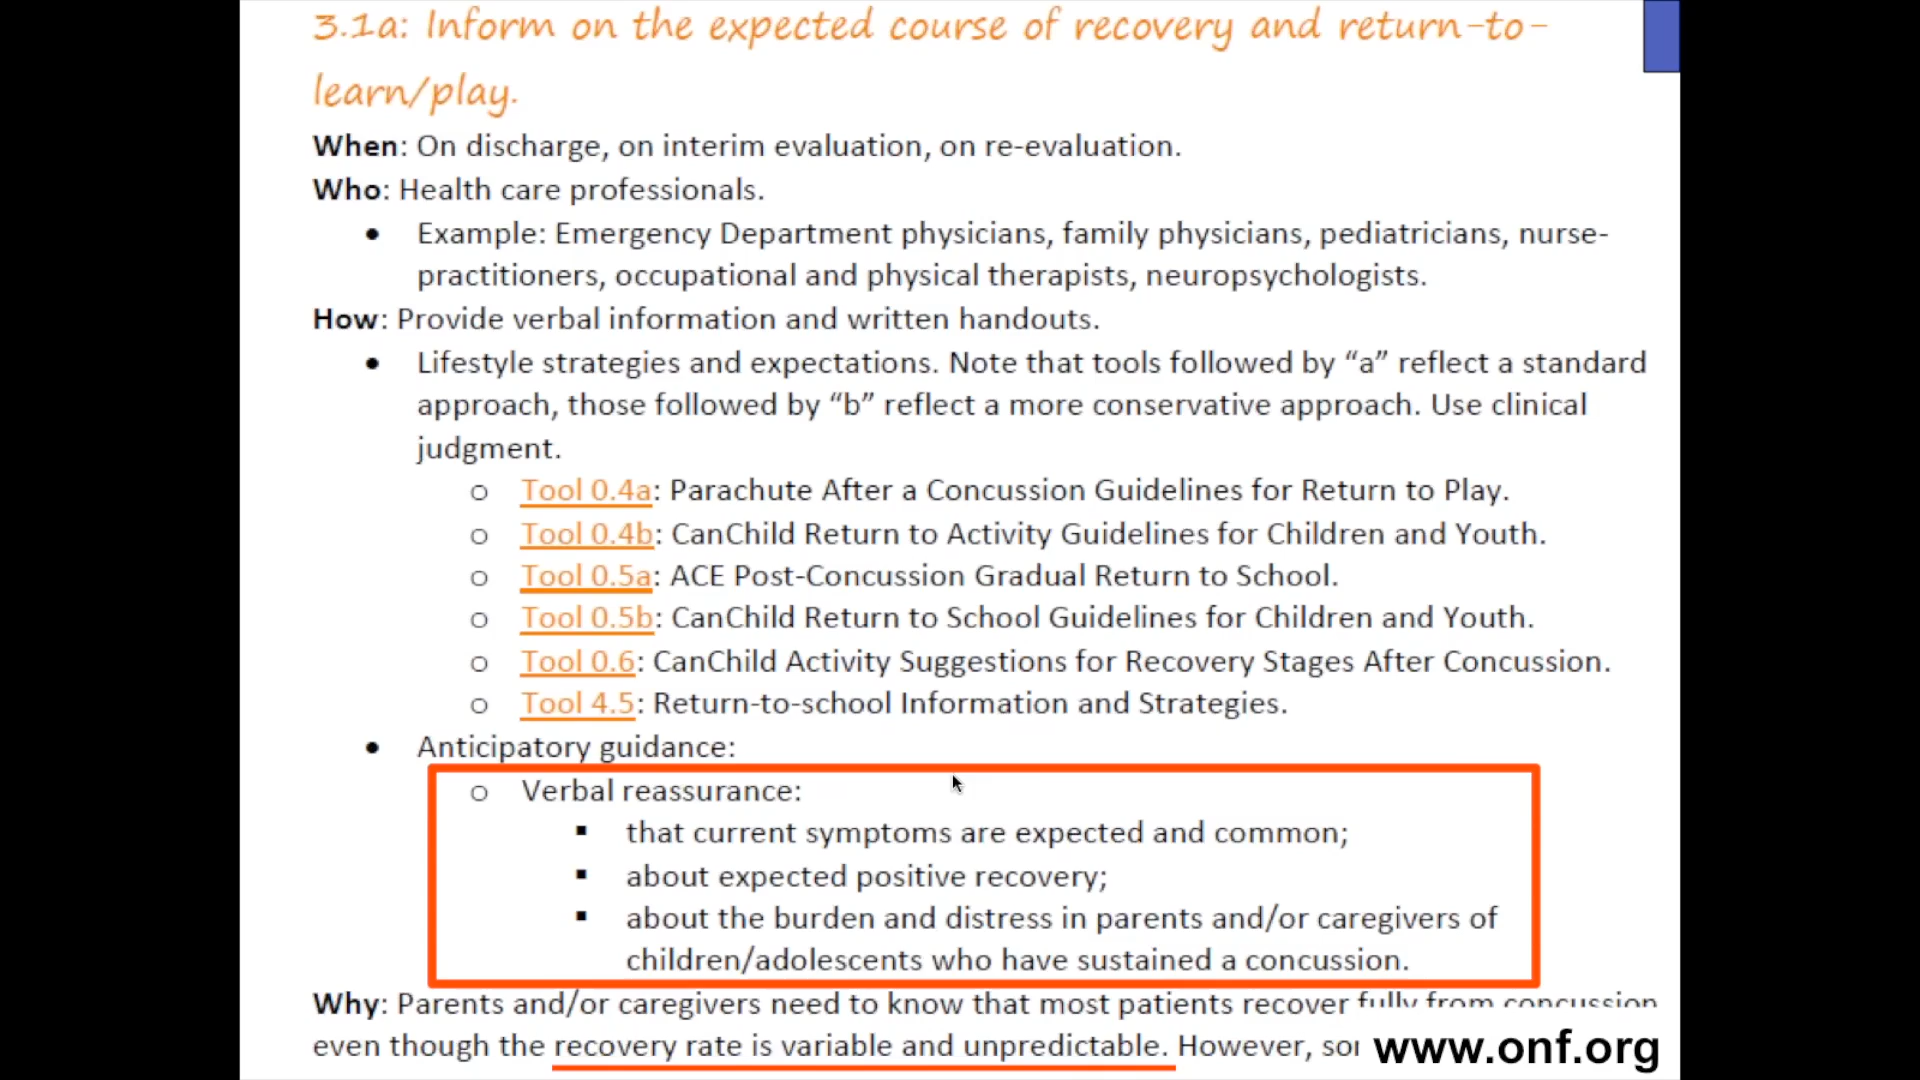 3.1a: Inform on the expected course of recovery and return-to-
learn/play.
When: On discharge, on interim evaluation, on re-evaluation.
Who: Health care professionals.
• Example: Emergency Department physicians, family physicians, pediatricians, nurse-
practitioners, occupational and physical therapists, neuropsychologists.
How: Provide verbal information and written handouts.
• Lifestyle strategies and expectations. Note that tools followed by “a” reflect a standard
approach, those followed by “b” reflect a more conservative approach. Use clinical
judgment.
o Tool 0.4a: Parachute After a Concussion Guidelines for Return to Play.
o Tool 0.4b: CanChild Return to Activity Guidelines for Children and Youth.
o Tool 0.5a: ACE Post-Concussion Gradual Return to School.
o Tool 0.5b: CanChild Return to School Guidelines for Children and Youth.
o Tool 0.6: CanChild Activity Suggestions for Recovery Stages After Concussion.
o Tool 4.5: Return-to-school Information and Strategies.
• Anticipatory guidance:
o Verbal reassurance:
▪ that current symptoms are expected and common;
▪ about expected positive recovery;
▪ about the burden and distress in parents and/or caregivers of
children/adolescents who have sustained a concussion.
Why: Parents and/or caregivers need to know that most patients recover fully from concussion
even though the recovery rate is variable and unpredictable. However,
www.onf.org